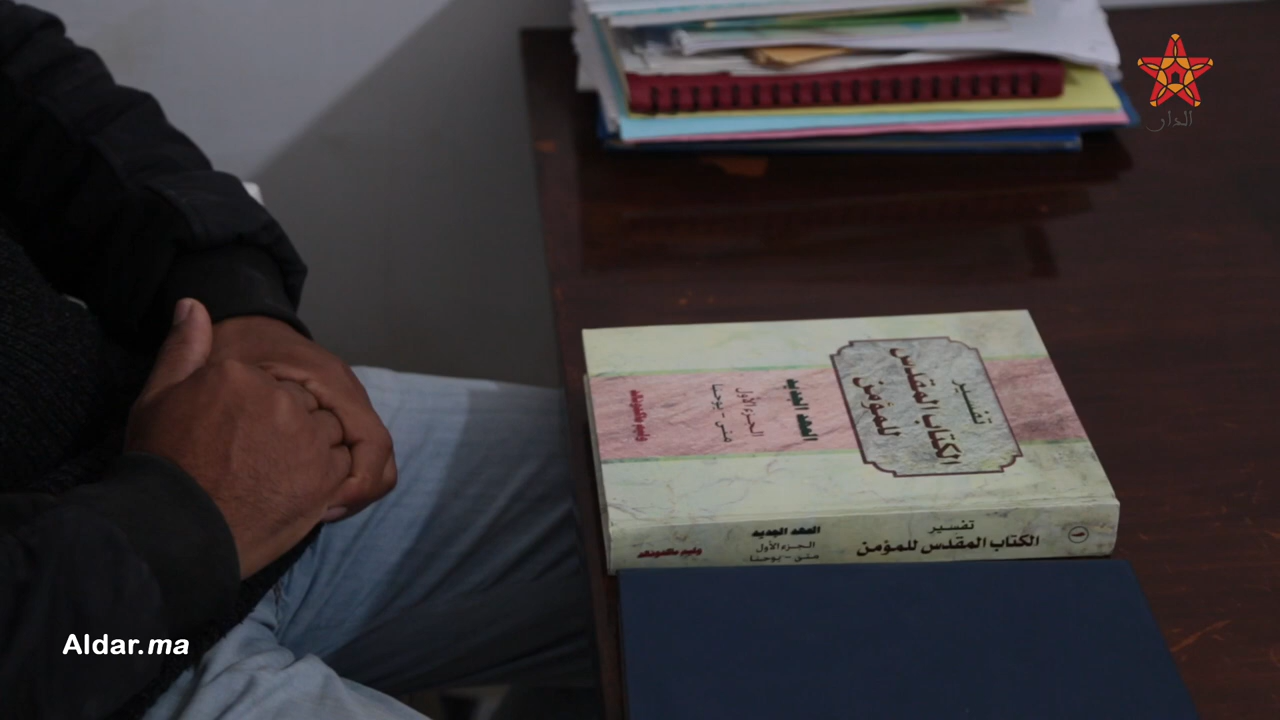 الدار
تفسير
الكتاب المقدس
للمؤمن
العهد الجديد
الجزء الأول
متى - يوحنا
وليم ماكدونالد
١
تفسير
الكتاب المقدس للمؤمن
العهد الجديد
الجزء الأول
متى - يوحنا
وليم ماكدونالد
Aldar.ma